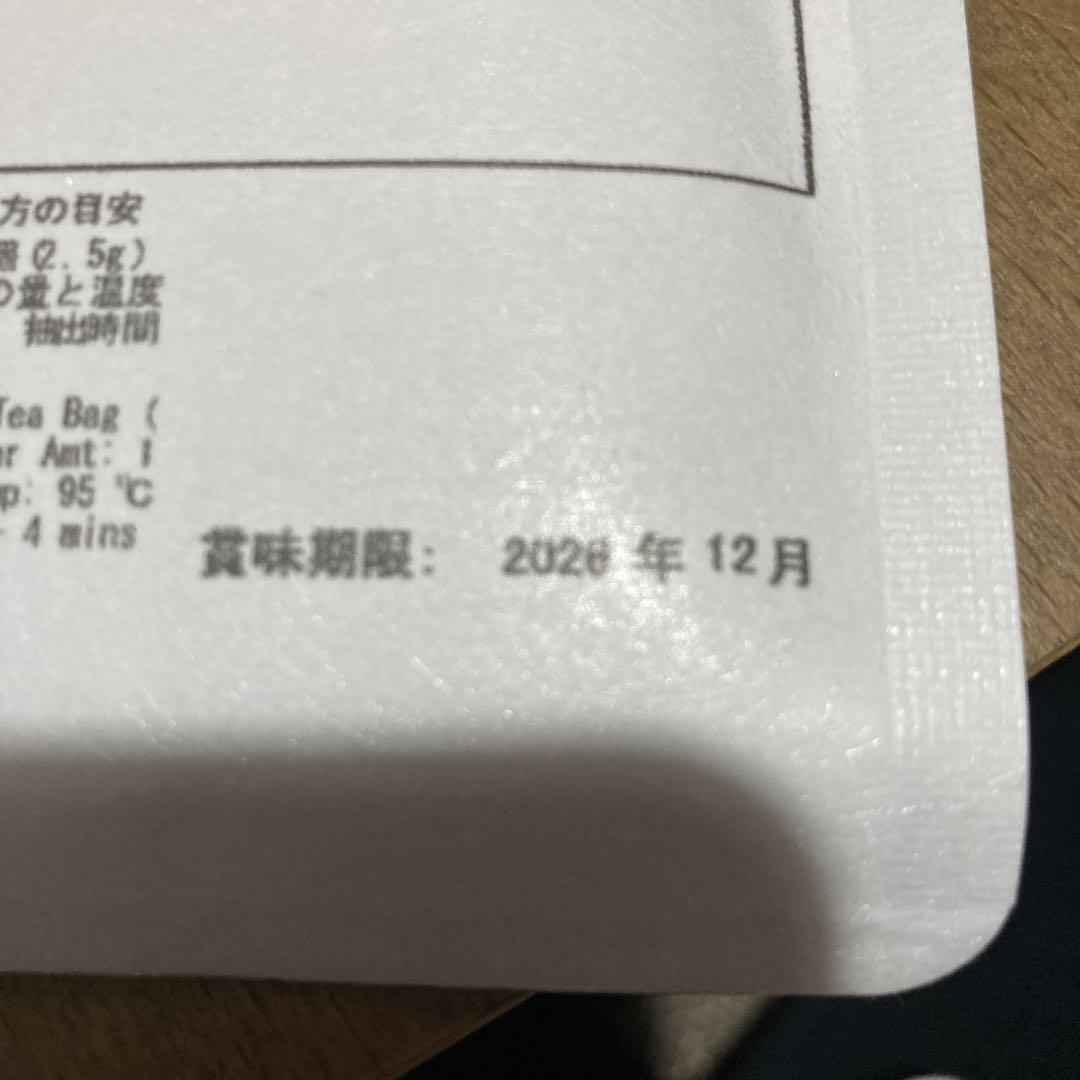 方の目安
(2.5g)
の量と温度
抽出時間
Tea Bag (
Amt: 1
95 ℃
4 mins
賞味期限: 2026 年 12月